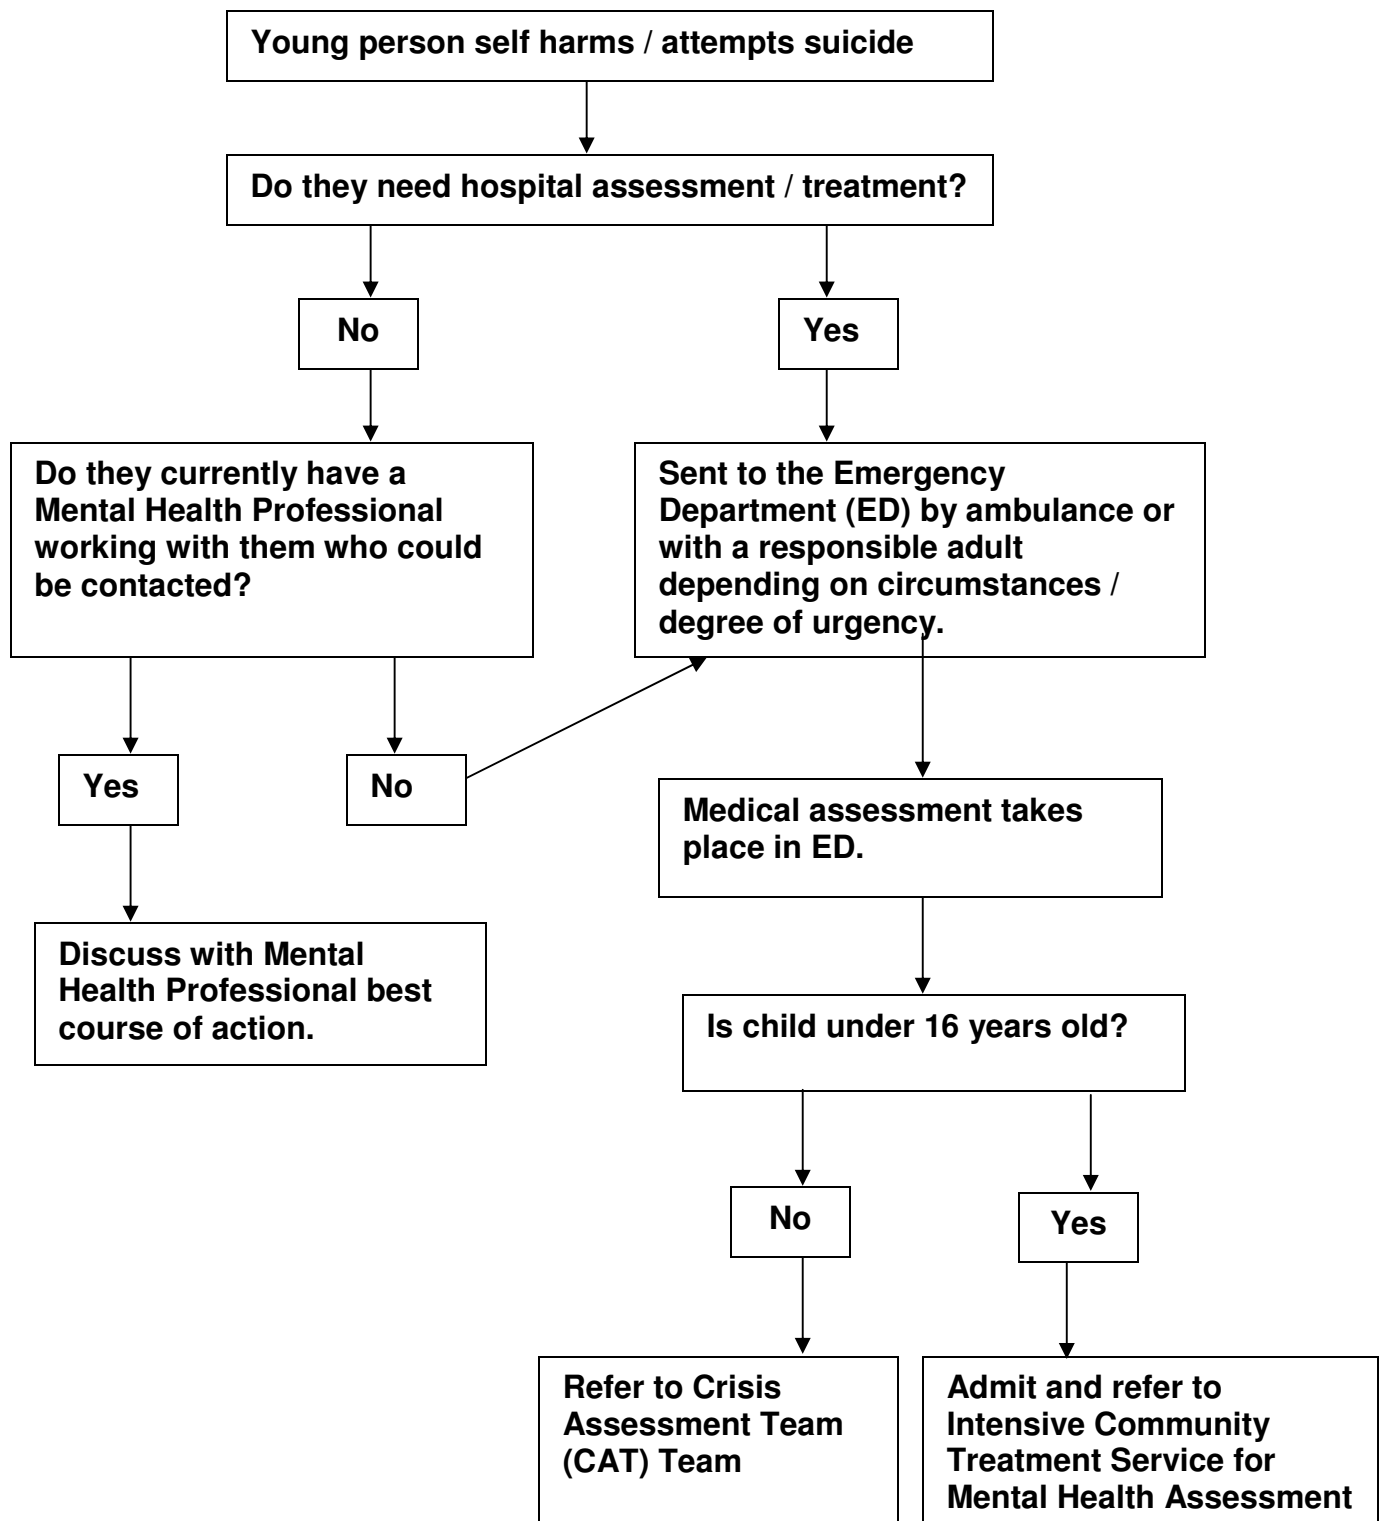 Young person self harms / attempts suicide
Do they need hospital assessment / treatment?
No
Yes
Do they currently have a
Mental Health Professional
working with them who could
be contacted?
Sent to the Emergency
Department (ED) by ambulance or
with a responsible adult
depending on circumstances /
degree of urgency.
Yes
No
Medical assessment takes
place in ED.
Discuss with Mental
Health Professional best
course of action.
Is child under 16 years old?
No
Yes
Refer to Crisis
Assessment Team
(CAT) Team
Admit and refer to
Intensive Community
Treatment Service for
Mental Health Assessment